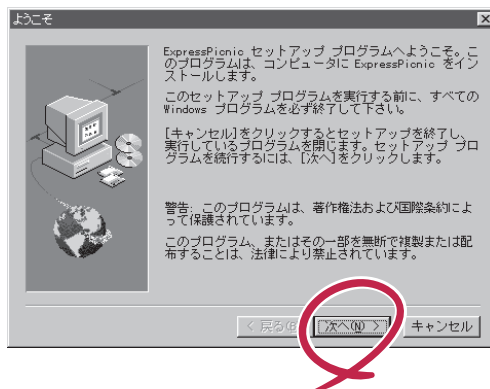 ようこそ
ExpressPionio セットアップ プログラムへようこそ。こ
のプログラムは、コンピュータに ExpressPionio をイン
ストールします。
このセットアップ プログラムを実行する前に、すべての
Windows プログラムを必ず終了して下さい。
[キャンセル]をクリックするとセットアップを終了し、
実行しているプログラムを閉じます。セットアップ プロ
グラムを続行するには、[次へ]をクリックします。
警告: このプログラムは、著作権法および国際条約によ
って保護されています。
このプログラム、またはその一部を無断で複製または配
布することは、法律により禁止されています。
< 戻る(B)
次へ(N) >
キャンセル